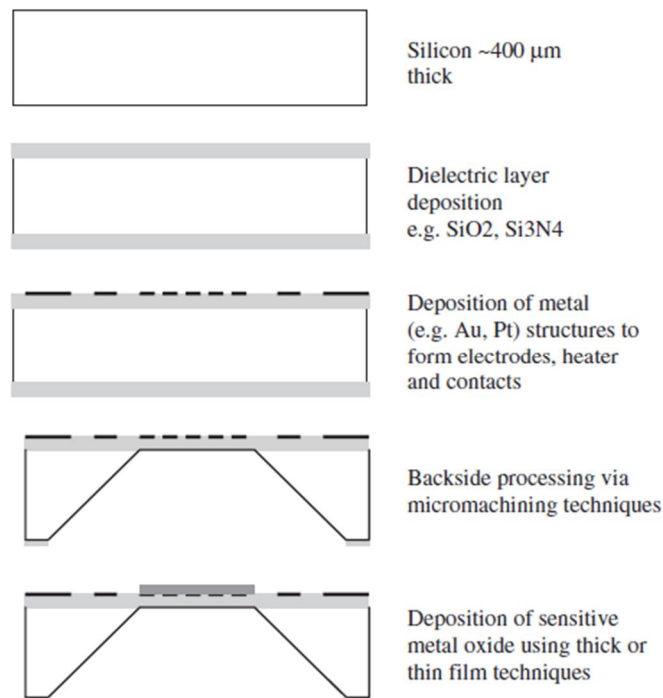 Silicon ~400 μm
thick
Dielectric layer
deposition
e.g. SiO2, Si3N4
Deposition of metal
(e.g. Au, Pt) structures to
form electrodes, heater
and contacts
Backside processing via
micromachining techniques
Deposition of sensitive
metal oxide using thick or
thin film techniques